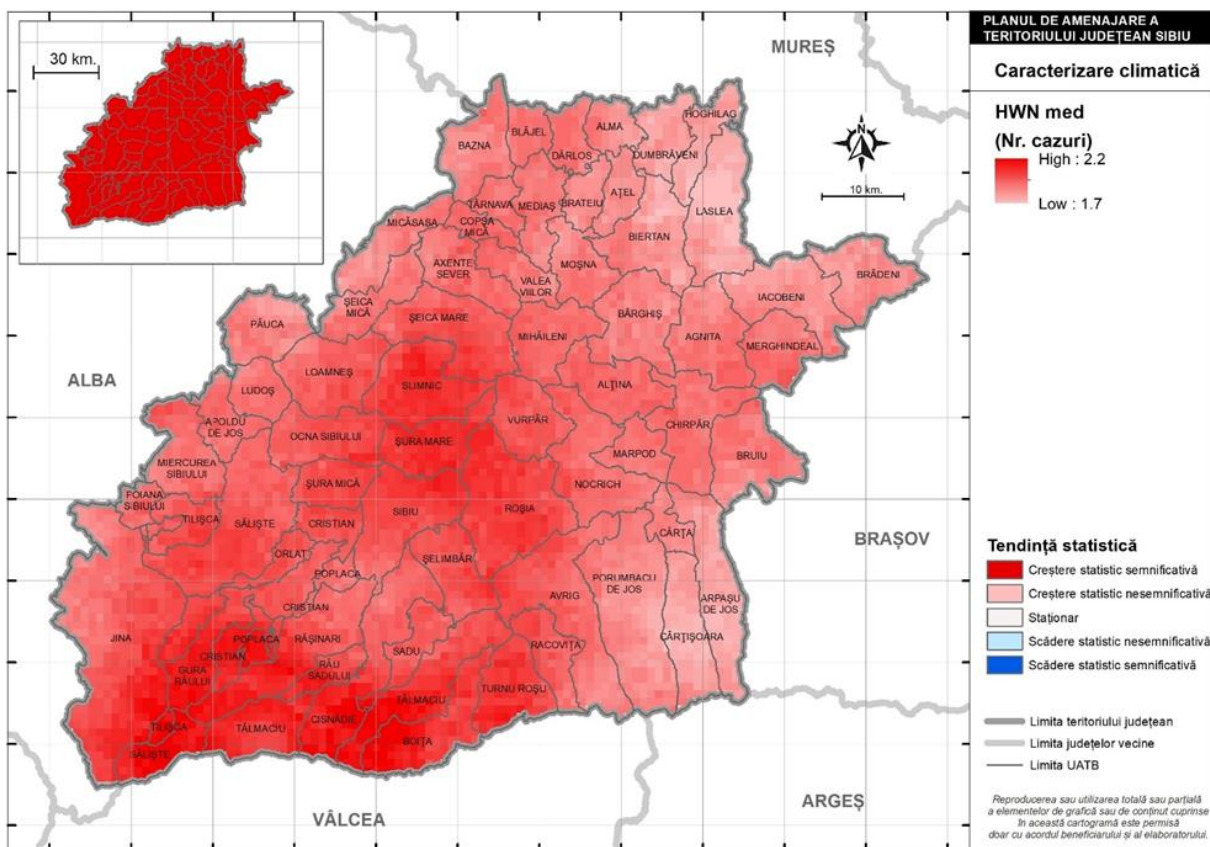 30 km.
MUREȘ
ALBA
BRAȘOV
ARGEȘ
VÂLCEA
N
10 km.
HOGHILAG
BLĂJEL
ALMA
BAZNA
DÂRLOS
DUMBRĂVENI
AȚEL
TÂRNAVA
MEDIAȘ
BRATEIU
LASLEA
MICĂSASA
COPȘA
MICĂ
BIERTAN
AXENTE
SEVER
MOȘNA
VALEA
VIILOR
BRĂDENI
IACOBENI
ȘEICA
MICĂ
ȘEICA MARE
BÂRGHIȘ
PĂUCA
MIHĂILENI
AGNITA
MERGHINDEAL
LOAMNEȘ
SLIMNIC
ALȚINA
LUDOȘ
APOLDU
DE JOS
VURPĂR
CHIRPĂR
OCNA SIBIULUI
ȘURA MARE
MARPOD
BRUIU
MIERCUREA
SIBIULUI
ȘURA MICĂ
NOCRICH
POIANA
SIBIULUI
TILIȘCA
SĂLIȘTE
CRISTIAN
SIBIU
ROȘIA
CÂRȚA
ORLAT
ȘELIMBĂR
POPLACA
PORUMBACU
DE JOS
AVRIG
ARPAȘU
DE JOS
CRISTIAN
JINA
POPLACA
RĂȘINARI
CÂRȚIȘOARA
CRISTIAN
SADU
RACOVIȚA
GURA
RÂULUI
RÂU
SADULUI
TURNU ROȘU
TĂLMACIU
TILIȘCA
TĂLMACIU
CISNĂDIE
BOIȚA
SĂLIȘTE
PLANUL DE AMENAJARE A
TERITORIULUI JUDEȚEAN SIBIU
Caracterizare climatică
HWN med
(Nr. cazuri)
High : 2.2
Low : 1.7
Tendință statistică
Creștere statistic semnificativă
Creștere statistic nesemnificativă
Staționar
Scădere statistic nesemnificativă
Scădere statistic semnificativă
Limita teritoriului județean
Limita județelor vecine
Limita UATB
Reproducerea sau utilizarea totală sau parțială
a elementelor de grafică sau de conținut cuprinse
în această cartogramă este permisă
doar cu acordul beneficiarului și al elaboratorului.